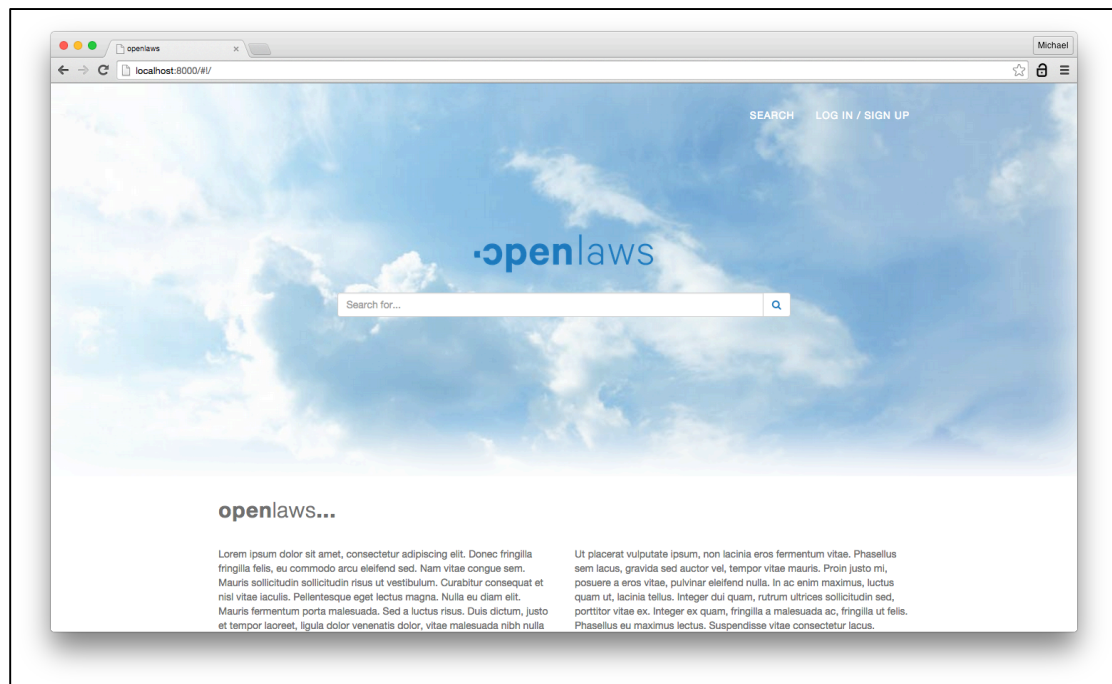 openlaws
Michael
localhost:8000/#!/
SEARCH LOG IN / SIGN UP
openlaws
Search for...
openlaws...
Lorem ipsum dolor sit amet, consectetur adipiscing elit. Donec fringilla
fringilla felis, eu commodo arcu eleifend sed. Nam vitae congue sem.
Mauris sollicitudin sollicitudin risus ut vestibulum. Curabitur consequat et
nisl vitae iaculis. Pellentesque eget lectus magna. Nulla eu diam elit.
Mauris fermentum porta malesuada. Sed a luctus risus. Duis dictum, justo
et tempor laoreet, ligula dolor venenatis dolor, vitae malesuada nibh nulla
Ut placerat vulputate ipsum, non lacinia eros fermentum vitae. Phasellus
sem lacus, gravida sed auctor vel, tempor vitae mauris. Proin justo mi,
posuere a eros vitae, pulvinar eleifend nulla. In ac enim maximus, luctus
quam ut, lacinia tellus. Integer dui quam, rutrum ultrices sollicitudin sed,
porttitor vitae ex. Integer ex quam, fringilla a malesuada ac, fringilla ut felis.
Phasellus eu maximus lectus. Suspendisse vitae consectetur lacus.